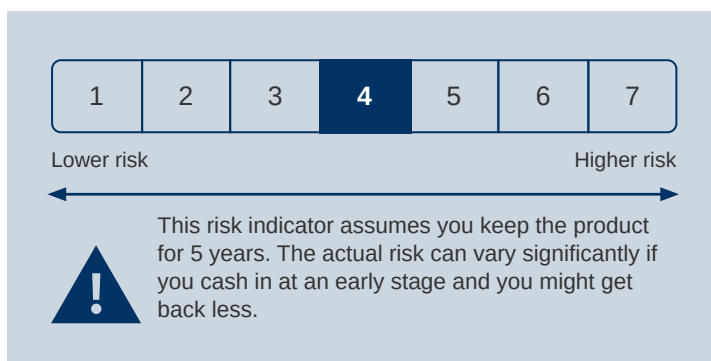 1 2 3 4 5 6 7
Lower risk Higher risk
This risk indicator assumes you keep the product
for 5 years. The actual risk can vary significantly if
you cash in at an early stage and you might get
back less.
!